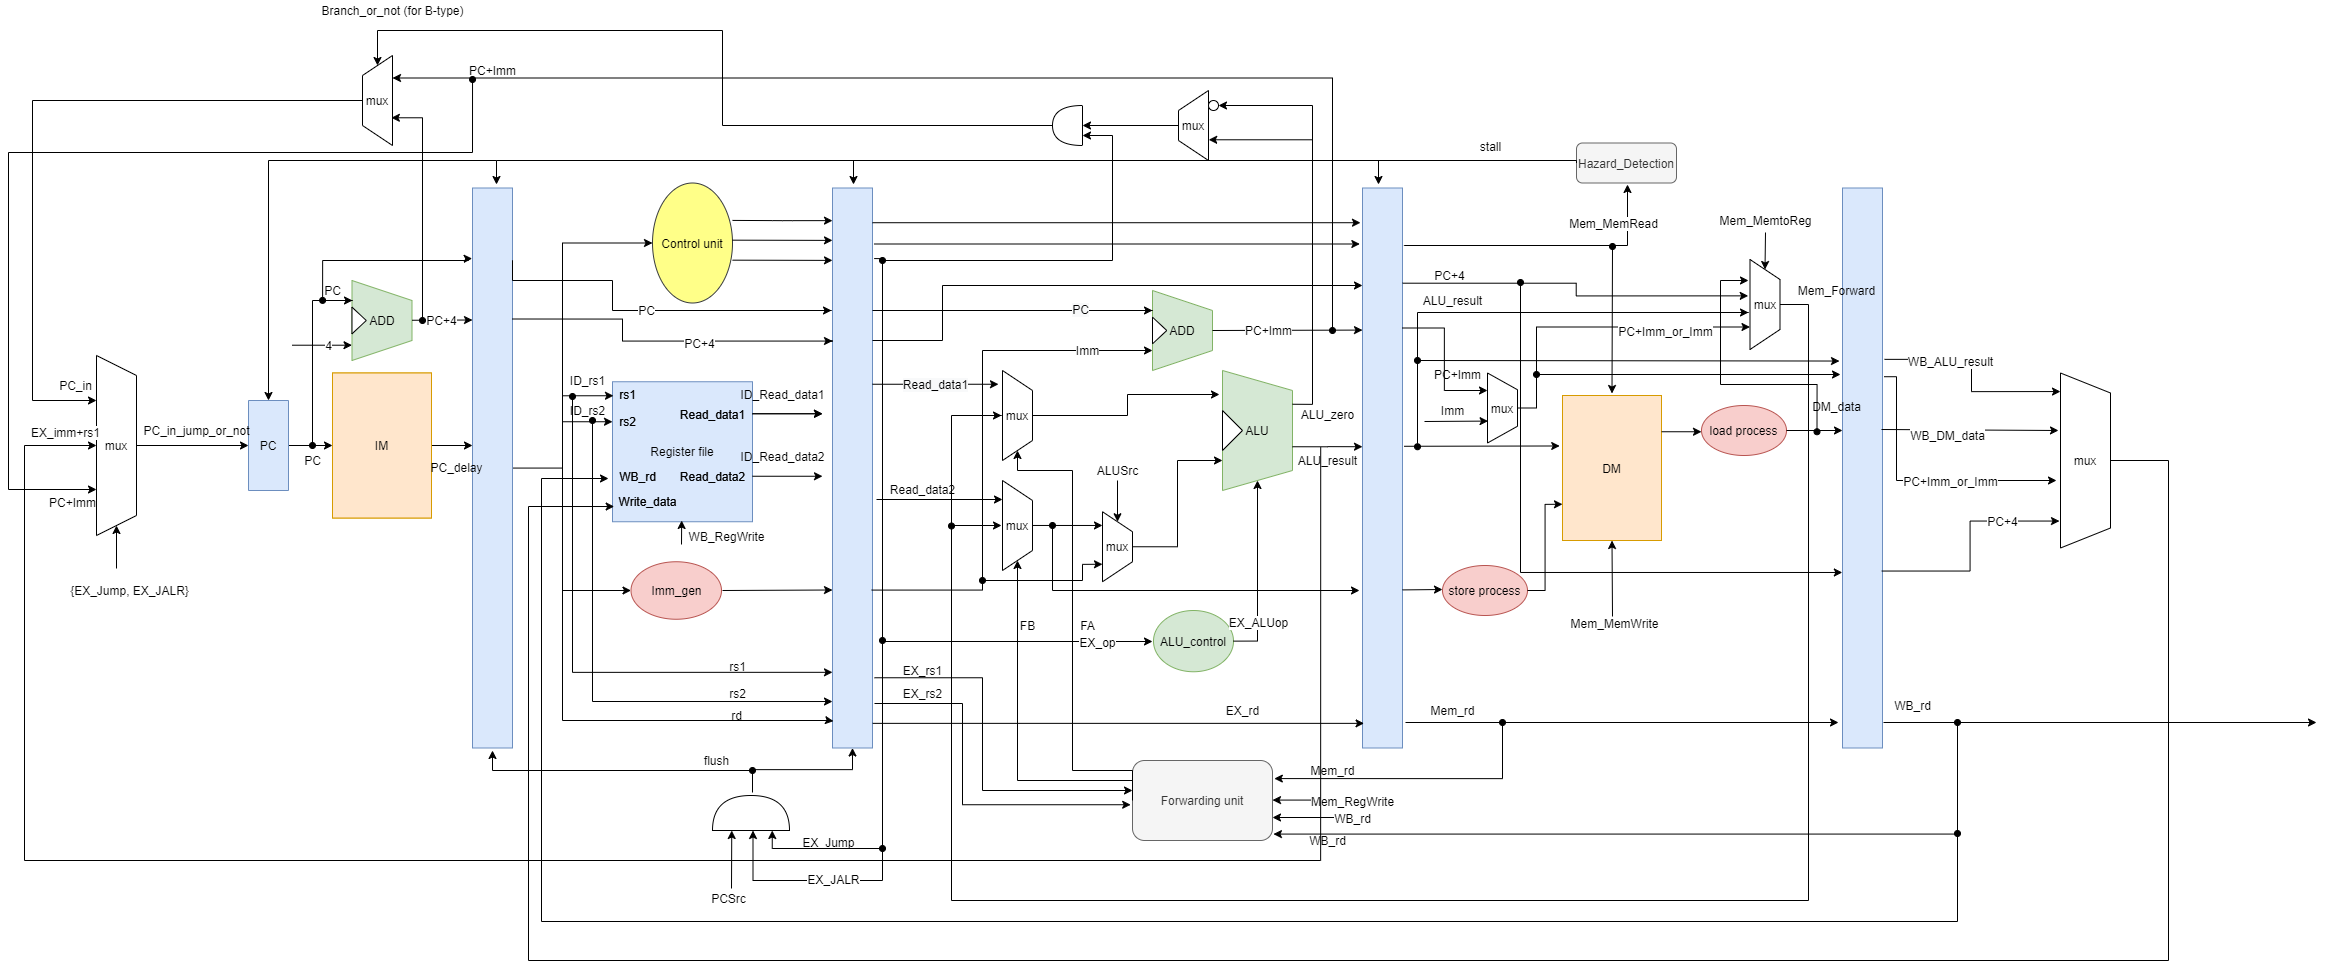 Branch_or_not (for B-type)
PC+Imm
mux
mux
stall
Hazard_Detection
Mem_MemRead
Mem_MemtoReg
Control unit
PC
ADD
PC+4
4
PC
PC+4
PC
ADD
PC+Imm
Imm
PC+4
ALU_result
mux
Mem_Forward
PC+Imm_or_Imm
PC_in
EX_imm+rs1
mux
PC+Imm
PC_in_jump_or_not
PC
PC
IM
PC_delay
{EX_Jump, EX_JALR}
ID_rs1
ID_rs2
rs1
rs2
Read_data1
Register file
WB_rd
Read_data2
Write_data
ID_Read_data1
ID_Read_data2
WB_RegWrite
Imm_gen
Read_data1
mux
Read_data2
mux
ALUSrc
mux
ALU
ALU_zero
ALU_result
PC+Imm
Imm
mux
DM
load process
DM_data
WB_ALU_result
WB_DM_data
PC+Imm_or_Imm
PC+4
mux
store process
Mem_MemWrite
FB
FA
EX_op
ALU_control
EX_ALUop
rs1
rs2
rd
EX_rs1
EX_rs2
EX_rd
Mem_rd
WB_rd
flush
Forwarding unit
Mem_rd
Mem_RegWrite
WB_rd
WB_rd
EX_Jump
EX_JALR
PCSrc